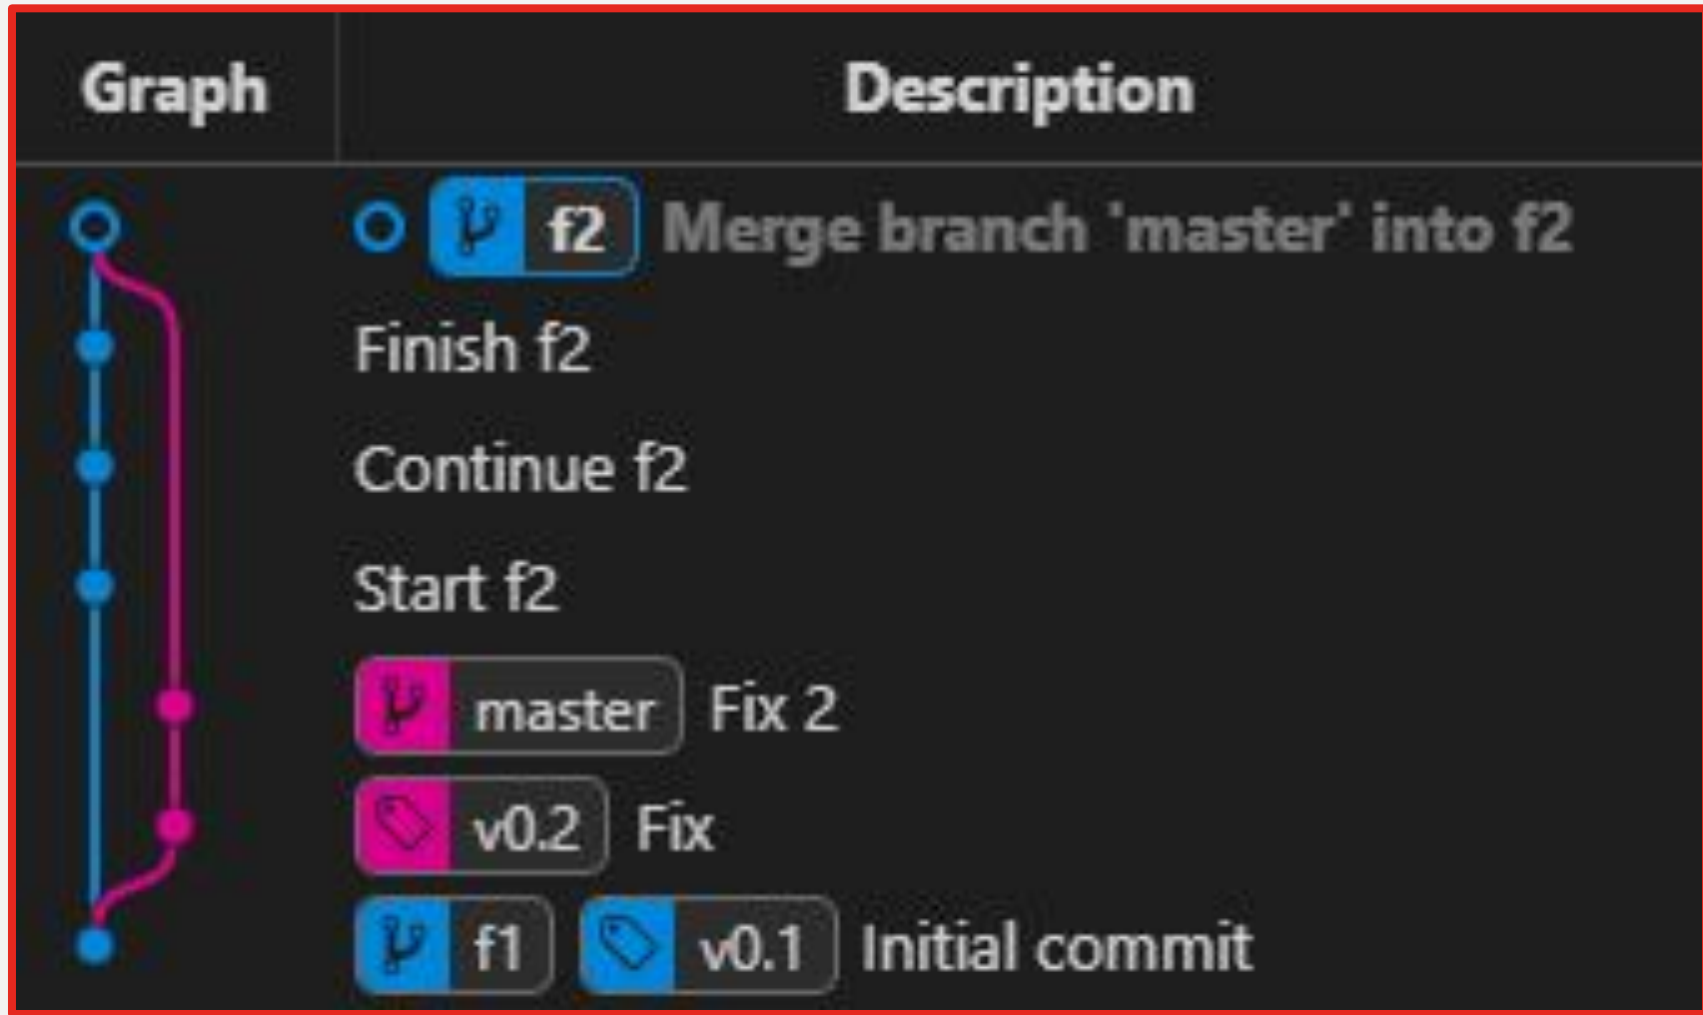 Graph Description
f2 Merge branch 'master' into f2
Finish f2
Continue f2
Start f2
master Fix 2
v0.2 Fix
f1 v0.1 Initial commit